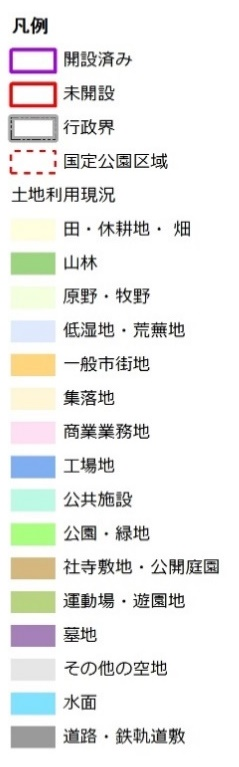 凡例
開設済み
未開設
行政界
国定公園区域
土地利用現況
田・休耕地・ 畑
山林
原野・牧野
低湿地・荒蕪地
一般市街地
集落地
商業業務地
工場地
公共施設
公園・緑地
社寺敷地・公開庭園
運動場・遊園地
墓地
その他の空地
水面
道路・鉄軌道敷